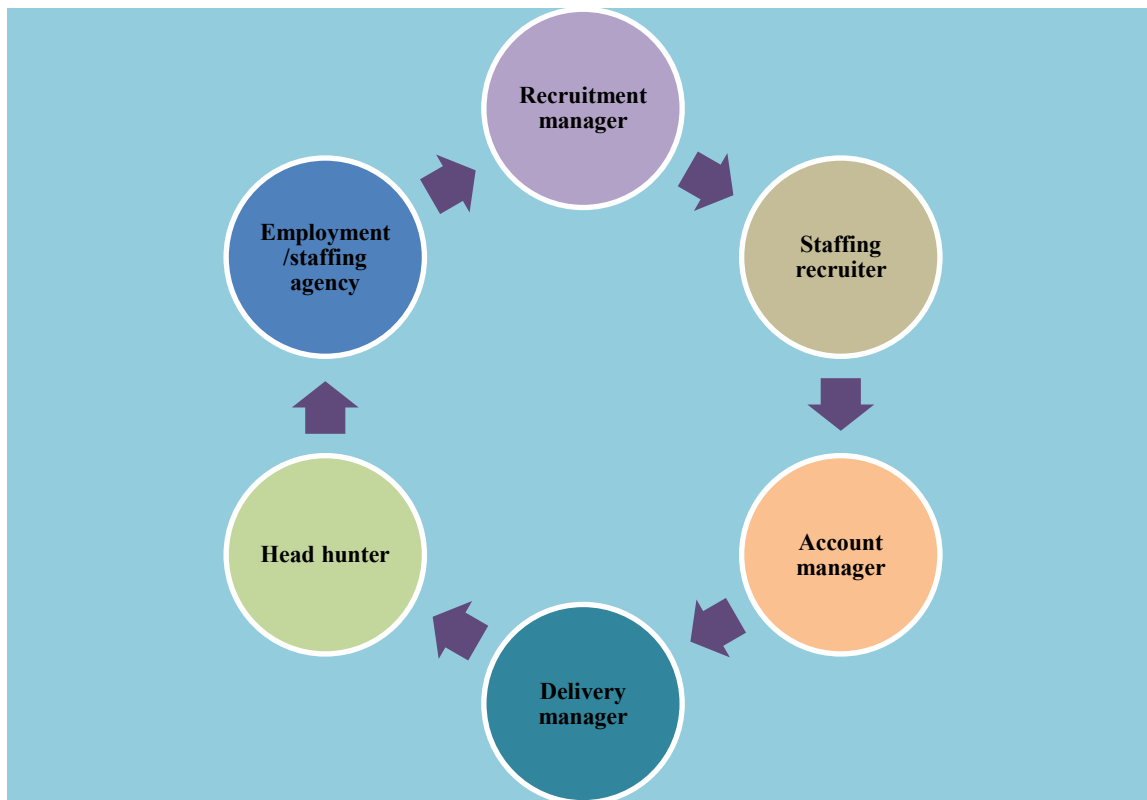 Recruitment
manager
Staffing
recruiter
Account
manager
Delivery
manager
Head hunter
Employment
/staffing
agency